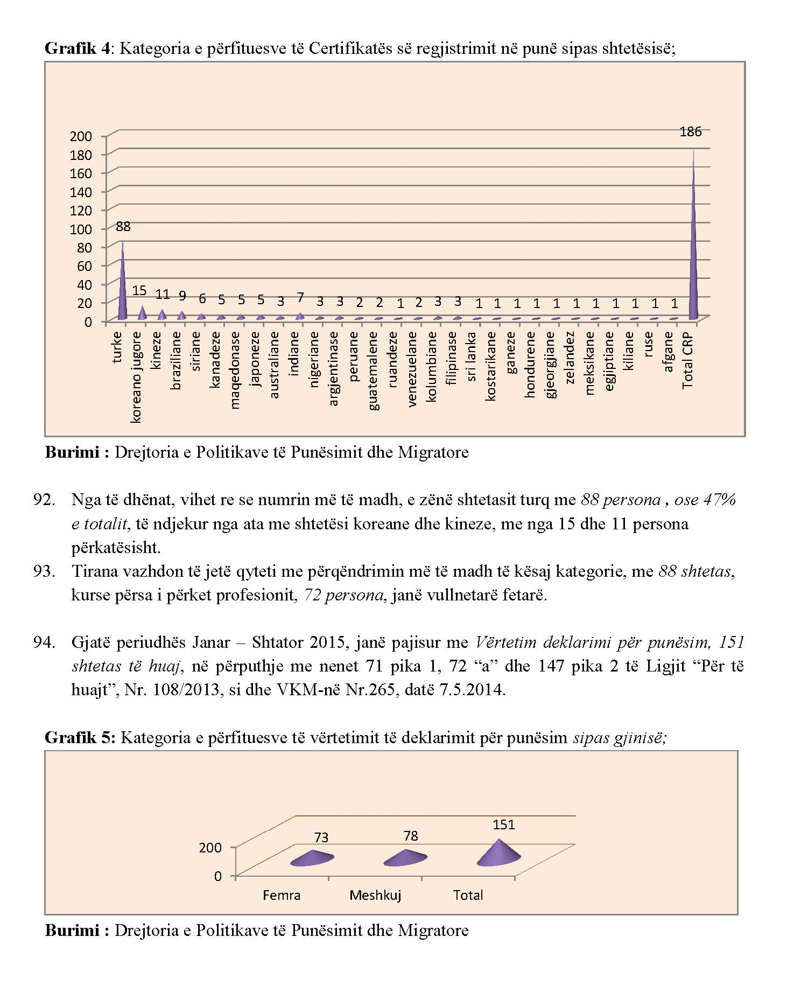 Grafik 4: Kategoria e përfituesve të Certifikatës së regjistrimit në punë sipas shtetësisë;
186
200
180
160
140
120
100
80
60
40
20
0
88
15
11
9
6
5
5
5
3
7
3
3
2
2
1
2
3
3
1
1
1
1
1
1
1
1
1
1
1
turke
koreano jugore
kineze
braziliane
siriane
kanadeze
maqedonase
japoneze
australiane
indiane
nigeriane
argjentinase
peruane
guatemalene
ruandeze
venezuelane
kolumbiane
filipinase
sri lanka
kostarikane
ganeze
hondurene
gjeorgjiane
zelandez
meksikane
egjiptiane
kiliane
ruse
afgane
Total CRP
Burimi : Drejtoria e Politikave të Punësimit dhe Migratore
92. Nga të dhënat, vihet re se numrin më të madh, e zënë shtetasit turq me 88 persona , ose 47%
e totalit, të ndjekur nga ata me shtetësi koreane dhe kineze, me nga 15 dhe 11 persona
përkatësisht.
93. Tirana vazhdon të jetë qyteti me përqëndrimin më të madh të kësaj kategorie, me 88 shtetas,
kurse përsa i përket profesionit, 72 persona, janë vullnetarë fetarë.
94. Gjatë periudhës Janar – Shtator 2015, janë pajisur me Vërtetim deklarimi për punësim, 151
shtetas të huaj, në përputhje me nenet 71 pika 1, 72 “a” dhe 147 pika 2 të Ligjit “Për të
huajt”, Nr. 108/2013, si dhe VKM-në Nr.265, datë 7.5.2014.
Grafik 5: Kategoria e përfituesve të vërtetimit të deklarimit për punësim sipas gjinisë;
200
0
73
78
151
Femra
Meshkuj
Total
Burimi : Drejtoria e Politikave të Punësimit dhe Migratore